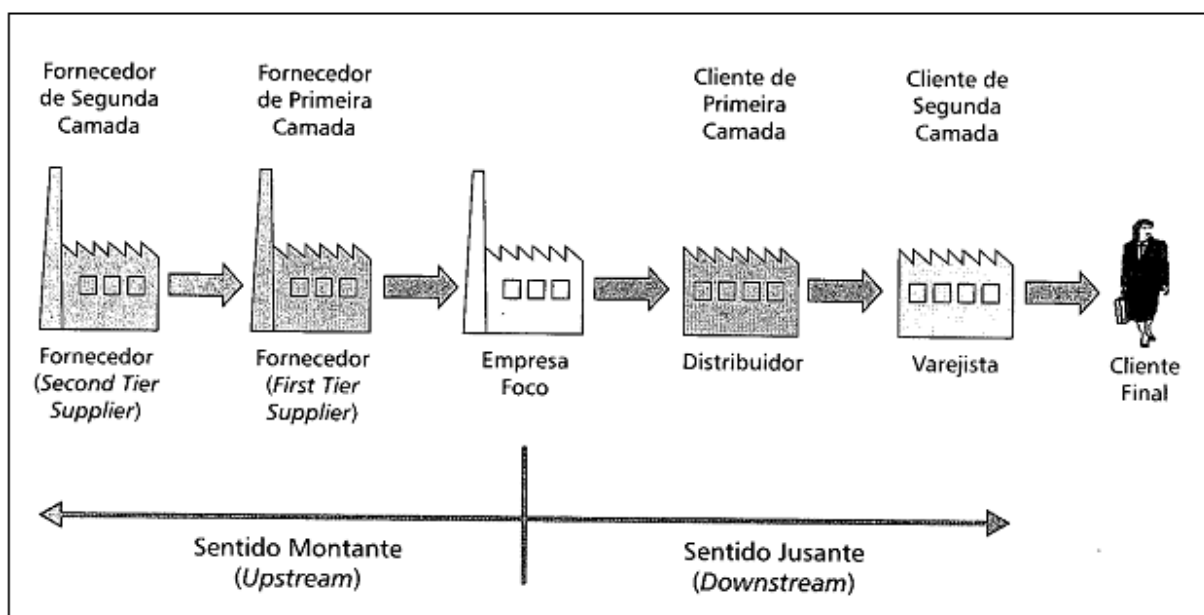 Fornecedor
de Segunda
Camada
Fornecedor
de Primeira
Camada
Cliente de
Primeira
Camada
Cliente de
Segunda
Camada
Fornecedor
(Second Tier
Supplier)
Fornecedor
(First Tier
Supplier)
Empresa
Foco
Distribuidor
Varejista
Cliente
Final
Sentido Montante
(Upstream)
Sentido Jusante
(Downstream)